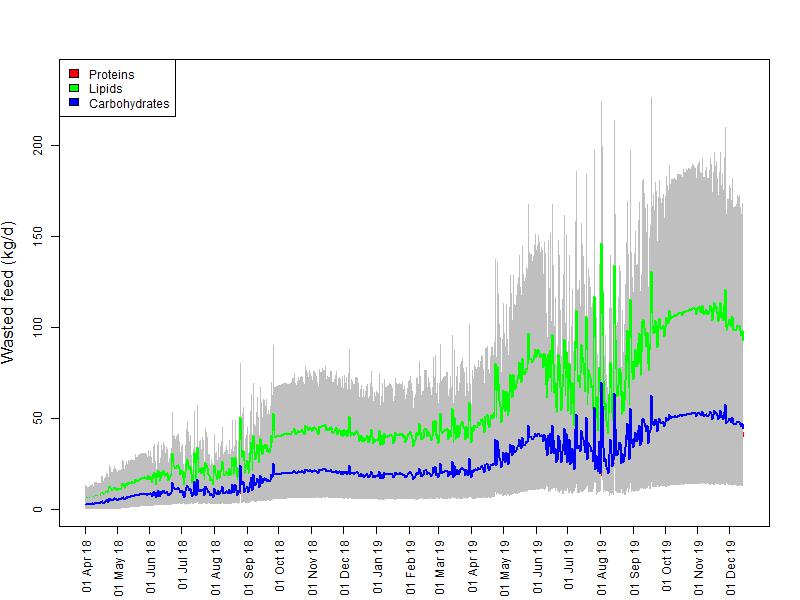 Proteins
Lipids
Carbohydrates
Wasted feed (kg/d)
200
150
100
50
0
01 Apr 18
01 May 18
01 Jun 18
01 Jul 18
01 Aug 18
01 Sep 18
01 Oct 18
01 Nov 18
01 Dec 18
01 Jan 19
01 Feb 19
01 Mar 19
01 Apr 19
01 May 19
01 Jun 19
01 Jul 19
01 Aug 19
01 Sep 19
01 Oct 19
01 Nov 19
01 Dec 19